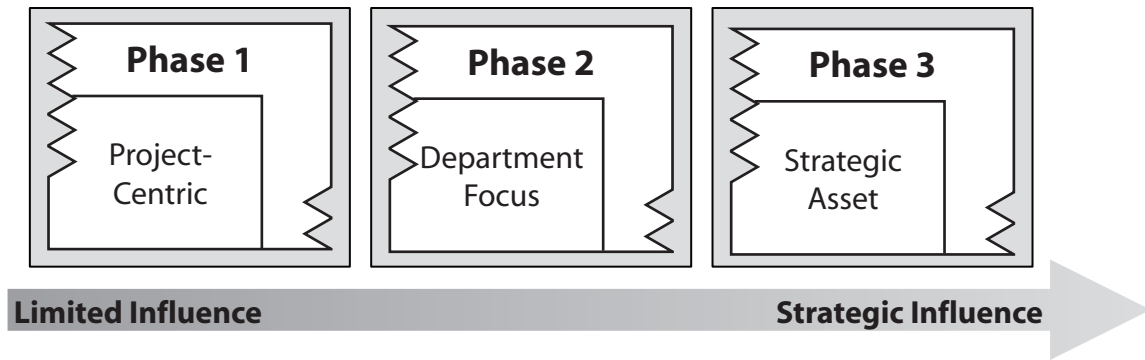 Phase 1
Project-
Centric
Phase 2
Department
Focus
Phase 3
Strategic
Asset
Limited Influence
Strategic Influence